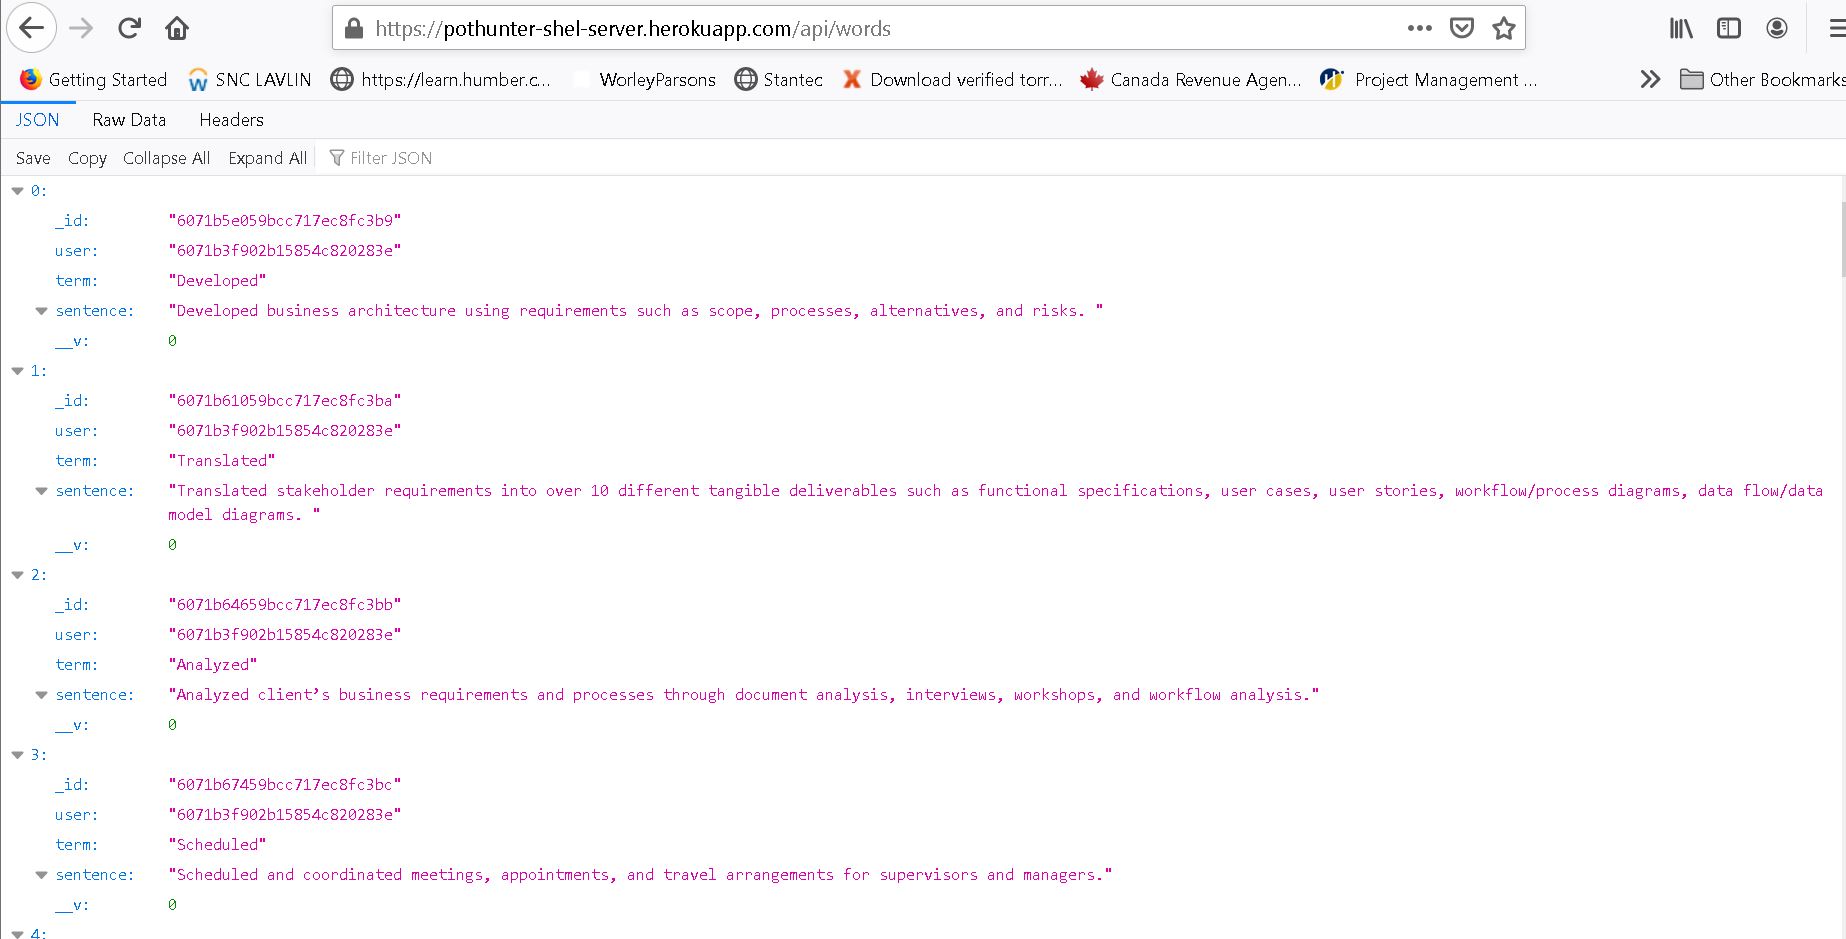 https://pothunter-shel-server.herokuapp.com/api/words
Getting Started SNC LAVLIN https://learn.humber.c... WorleyParsons Stantec Download verified torr... Canada Revenue Agen... Project Management ... Other Bookmarks
JSON Raw Data Headers
Save Copy Collapse All Expand All Filter JSON
0:
_id: "6071b5e059bcc717ec8fc3b9"
user: "6071b3f902b15854c820283e"
term: "Developed"
sentence: "Developed business architecture using requirements such as scope, processes, alternatives, and risks. "
__v: 0
1:
_id: "6071b61059bcc717ec8fc3ba"
user: "6071b3f902b15854c820283e"
term: "Translated"
sentence: "Translated stakeholder requirements into over 10 different tangible deliverables such as functional specifications, user cases, user stories, workflow/process diagrams, data flow/data
model diagrams. "
__v: 0
2:
_id: "6071b64659bcc717ec8fc3bb"
user: "6071b3f902b15854c820283e"
term: "Analyzed"
sentence: "Analyzed client’s business requirements and processes through document analysis, interviews, workshops, and workflow analysis."
__v: 0
3:
_id: "6071b67459bcc717ec8fc3bc"
user: "6071b3f902b15854c820283e"
term: "Scheduled"
sentence: "Scheduled and coordinated meetings, appointments, and travel arrangements for supervisors and managers."
__v: 0
4: